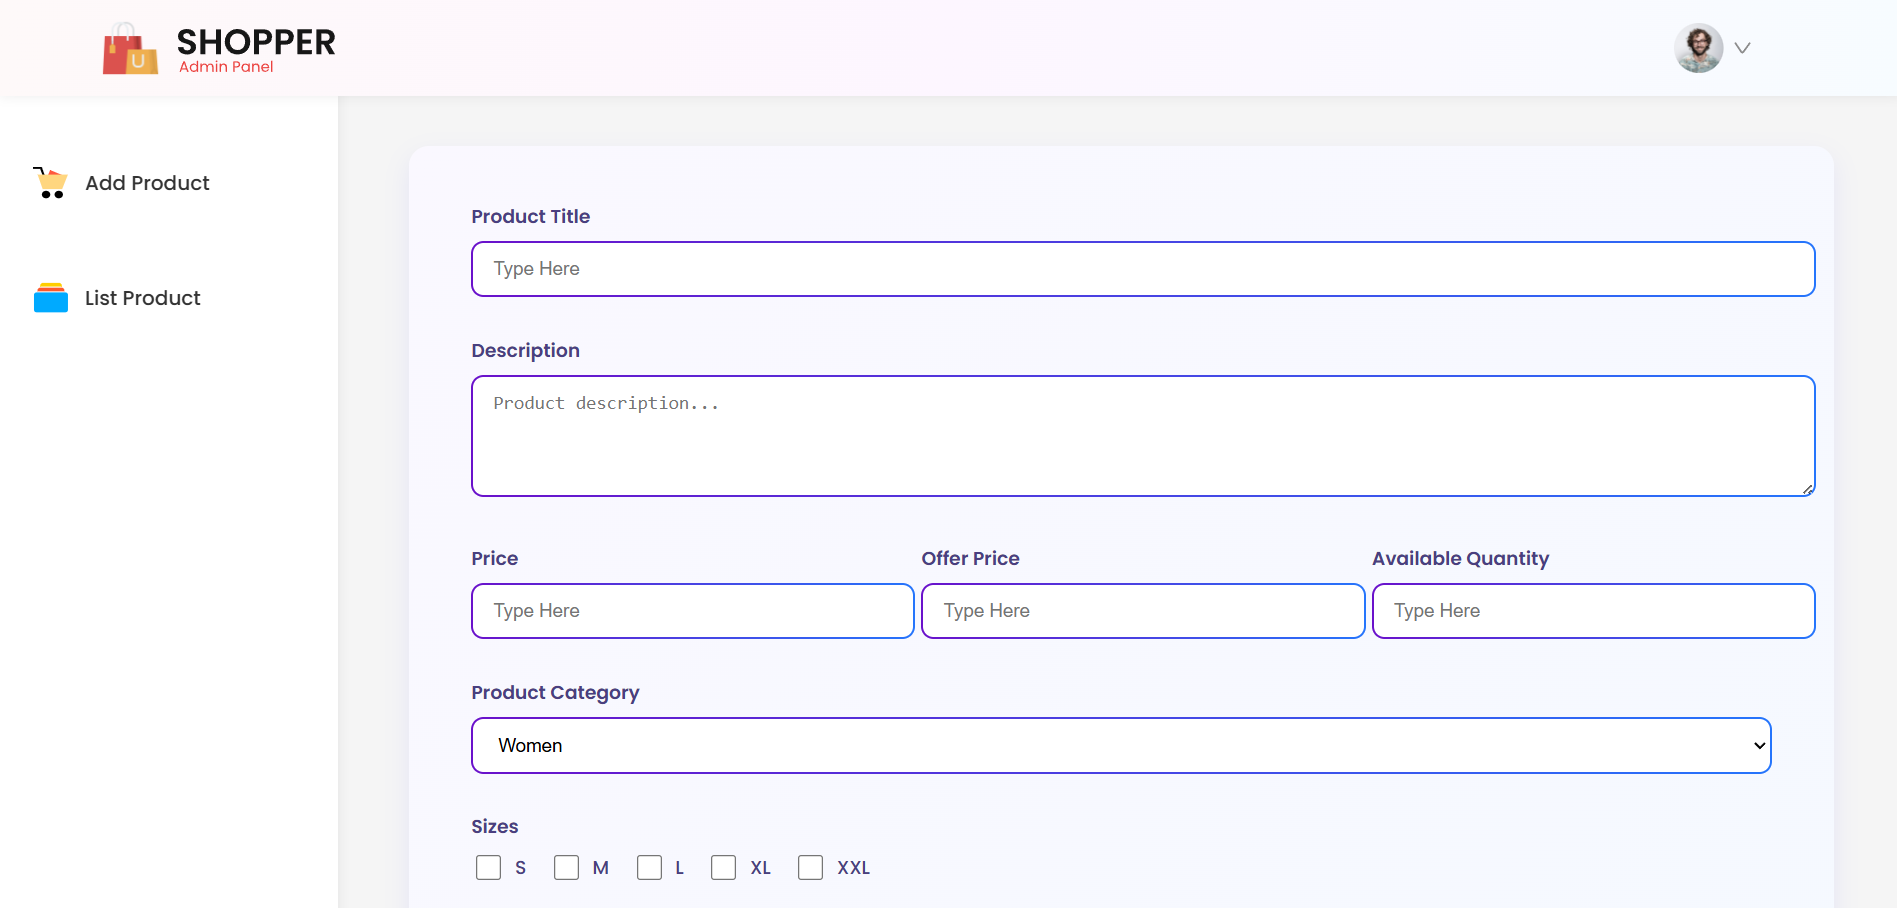 SHOPPER
Admin Panel
U
Add Product
List Product
Product Title
Type Here
Description
Product description...
Price Offer Price Available Quantity
Type Here Type Here Type Here
Product Category
Women
Sizes
S M L XL XXL